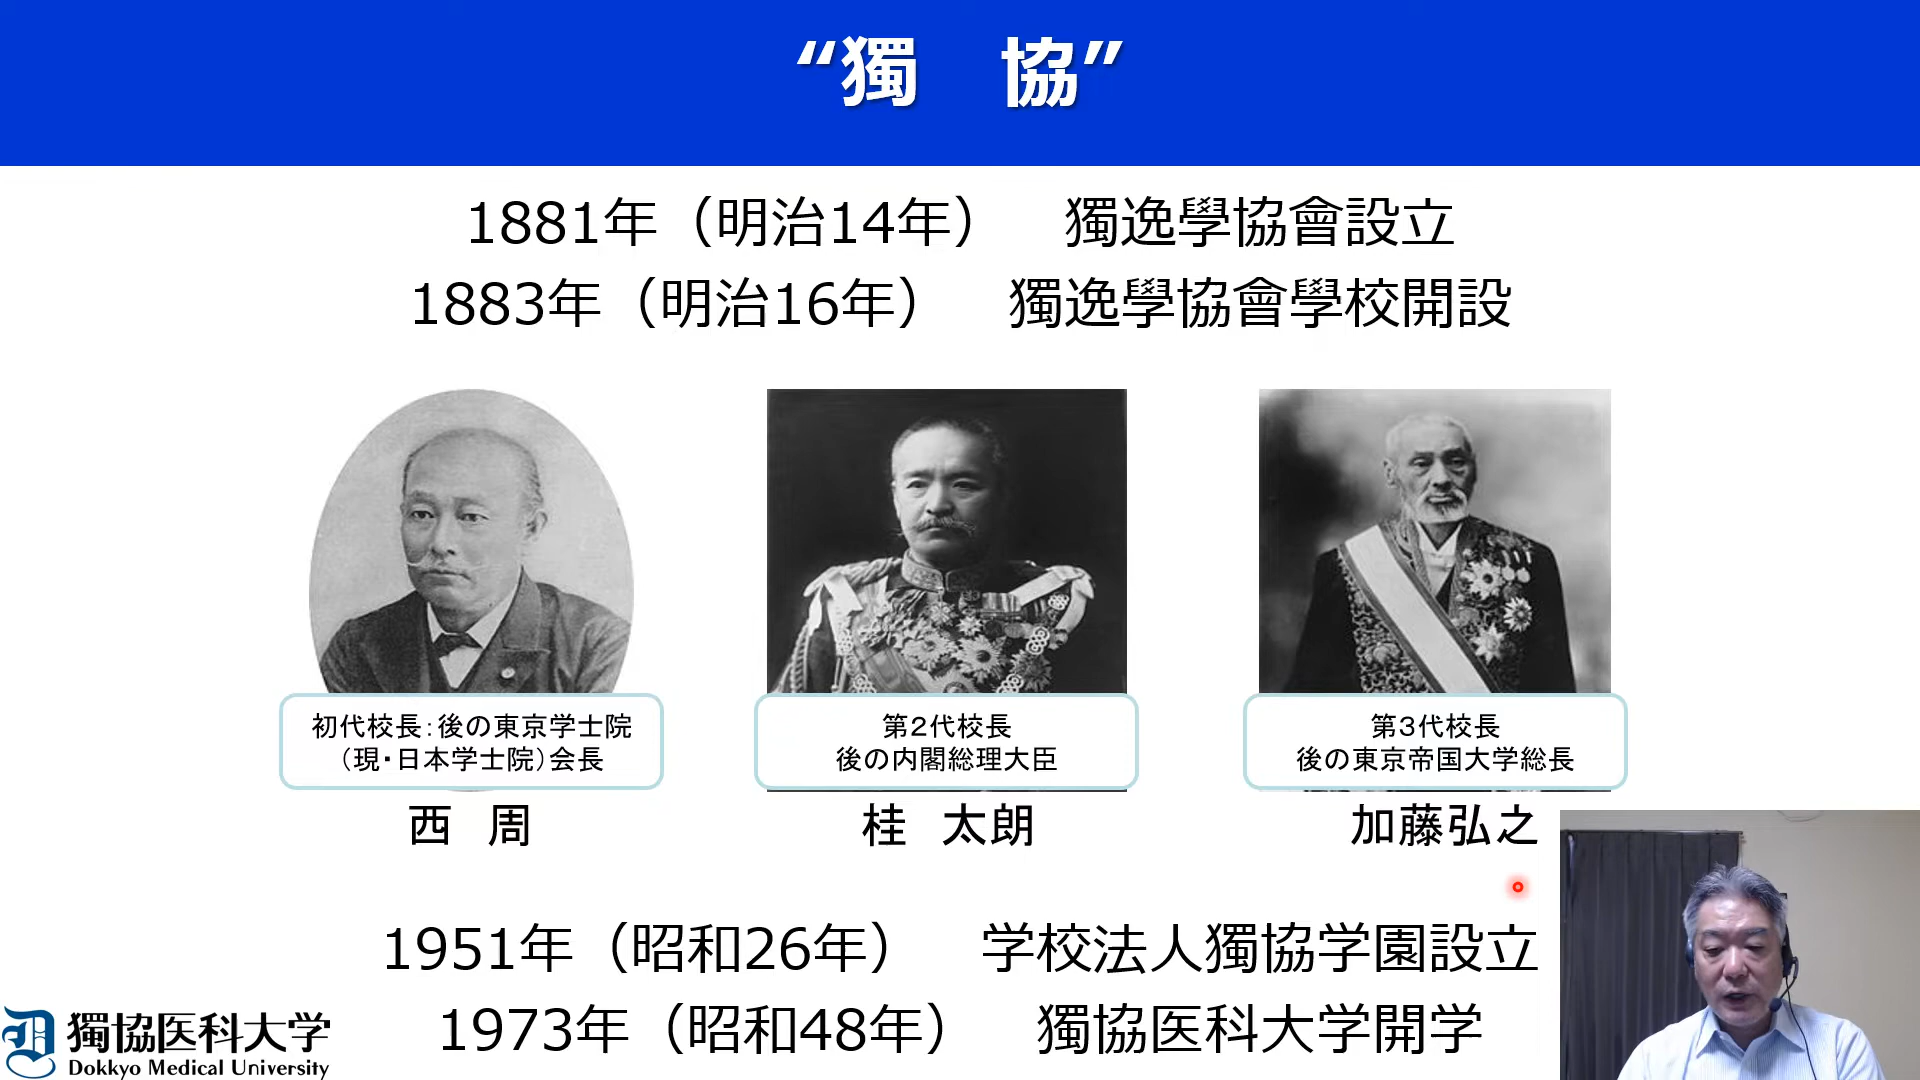 “獨　協”
1881年（明治14年）　獨逸學協會設立
1883年（明治16年）　獨逸學協會學校開設
初代校長：後の東京学士院
（現・日本学士院）会長
西　周
第２代校長
後の内閣総理大臣
桂　太朗
第３代校長
後の東京帝国大学総長
加藤弘之
1951年（昭和26年）　学校法人獨協学園設立
1973年（昭和48年）　獨協医科大学開学
獨協医科大学
Dokkyo Medical University